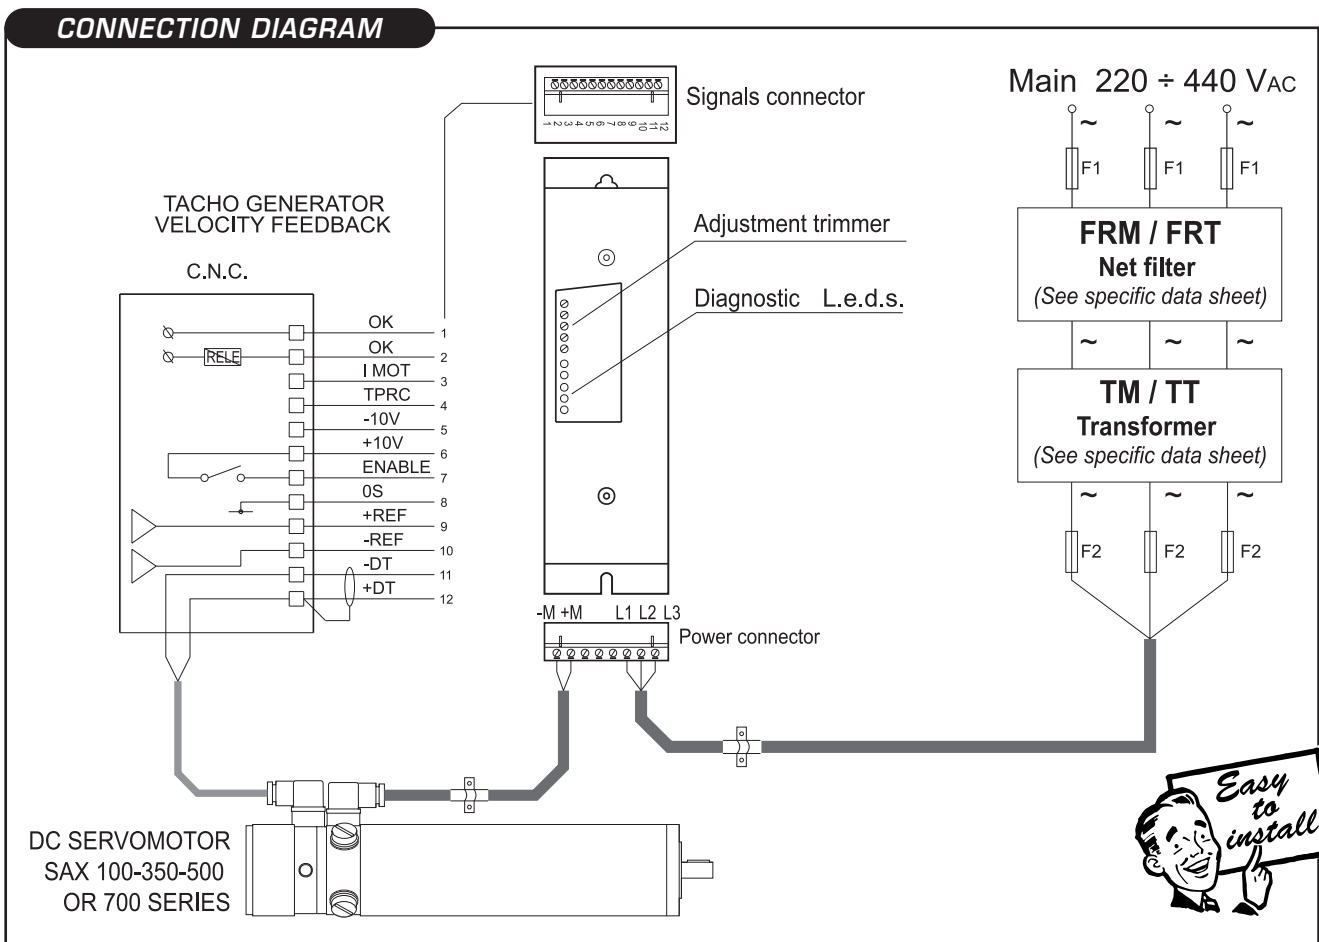 CONNECTION DIAGRAM
Signals connector
1 2 3 4 5 6 7 8 9 10 11 12
Main 220 ÷ 440 VAC
~ ~ ~
F1 F1 F1
FRM / FRT
Net filter
(See specific data sheet)
~ ~ ~
TM / TT
Transformer
(See specific data sheet)
~ ~ ~
F2 F2 F2
TACHO GENERATOR
VELOCITY FEEDBACK
C.N.C.
Adjustment trimmer
Diagnostic L.e.d.s.
OK 1
RELE OK 2
I MOT 3
TPRC 4
-10V 5
+10V 6
ENABLE 7
0S 8
+REF 9
-REF 10
-DT 11
+DT 12
-M +M L1 L2 L3
Power connector
DC SERVOMOTOR
SAX 100-350-500
OR 700 SERIES
Easy
to
install